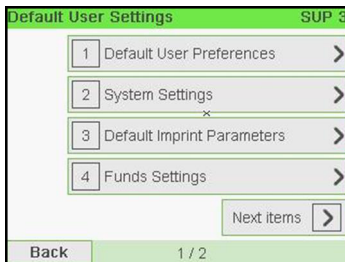 Default User Settings SUP 3
1 Default User Preferences >
2 System Settings >
3 Default Imprint Parameters >
4 Funds Settings >
Next items >
Back 1 / 2